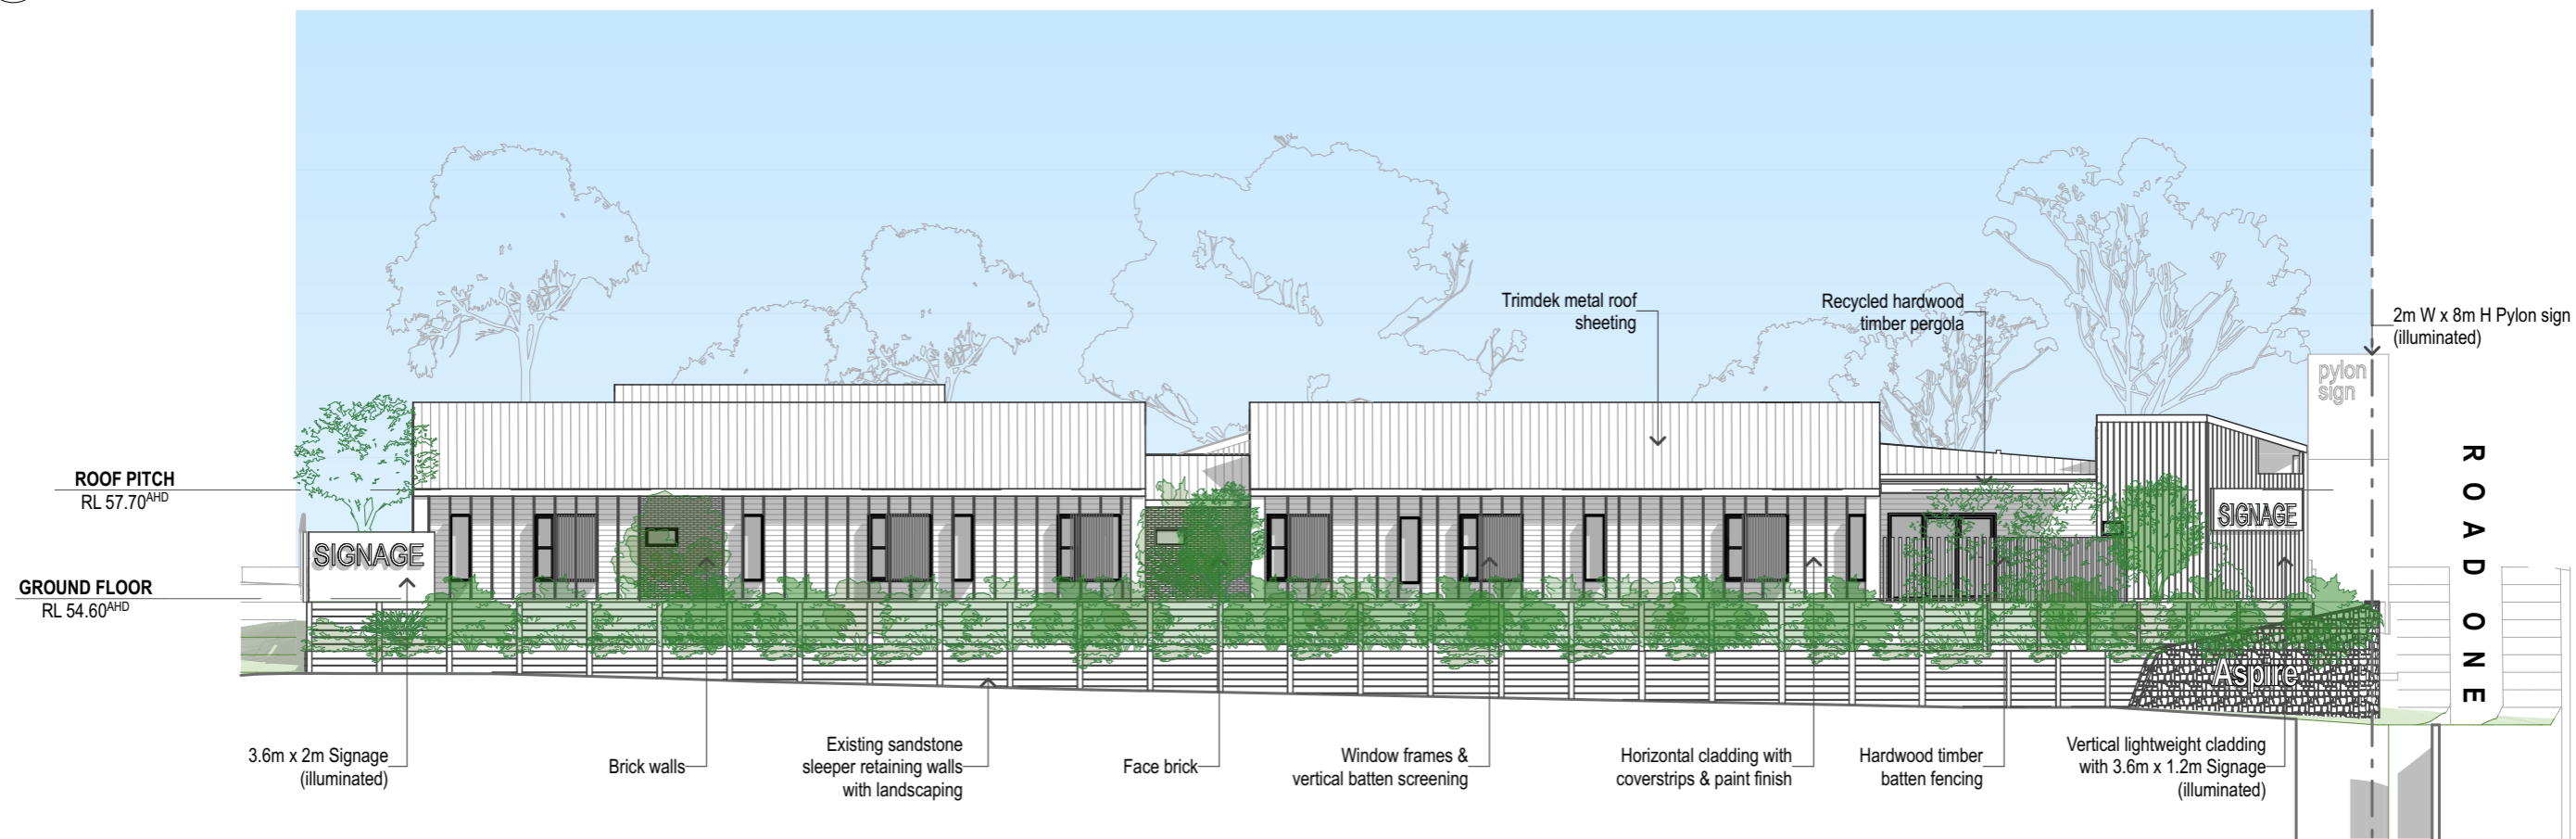 Trimdek metal roof
sheeting
Recycled hardwood
timber pergola
2m W x 8m H Pylon sign
(illuminated)
pylon
sign
ROOF PITCH
RL 57.70AHD
SIGNAGE
SIGNAGE
GROUND FLOOR
RL 54.60AHD
ROAD ONE
Aspire
3.6m x 2m Signage
(illuminated)
Brick walls
Existing sandstone
sleeper retaining walls
with landscaping
Face brick
Window frames &
vertical batten screening
Horizontal cladding with
coverstrips & paint finish
Hardwood timber
batten fencing
Vertical lightweight cladding
with 3.6m x 1.2m Signage
(illuminated)